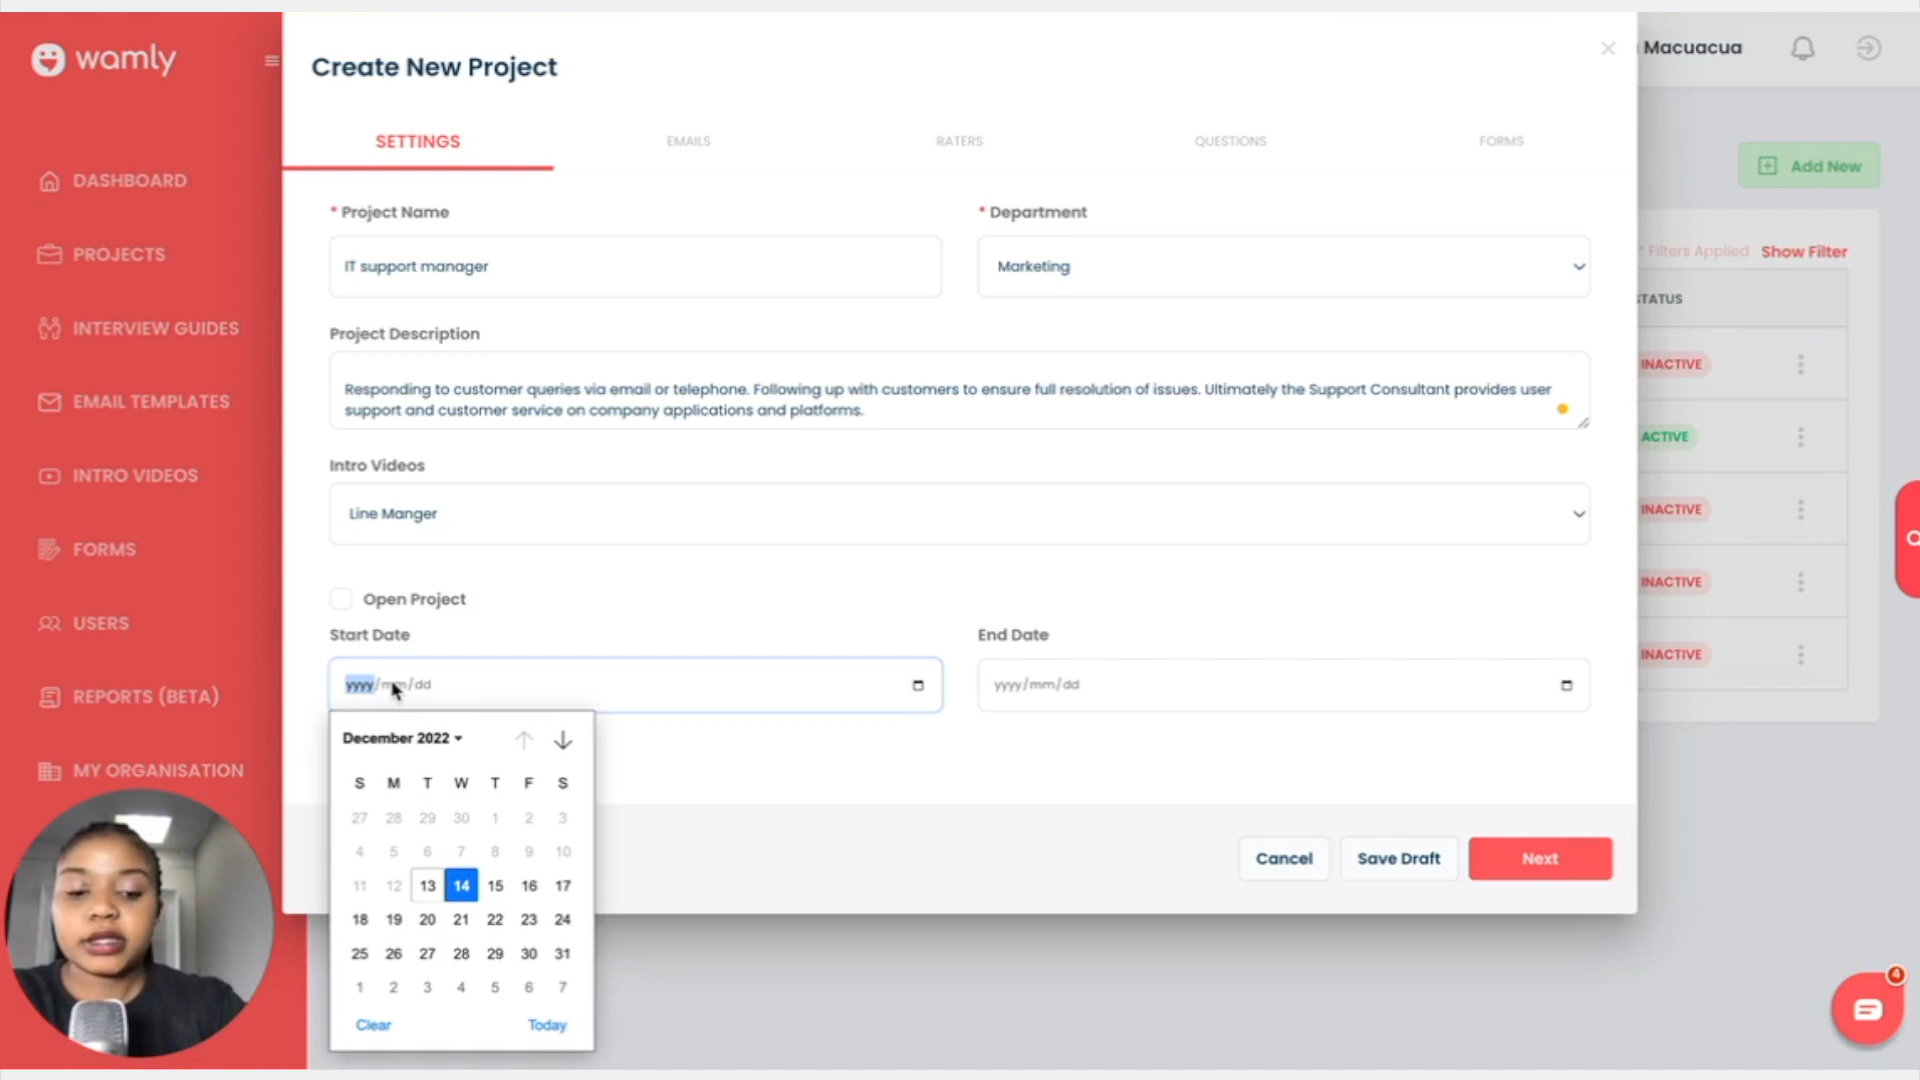 wamly
DASHBOARD
PROJECTS
INTERVIEW GUIDES
EMAIL TEMPLATES
INTRO VIDEOS
FORMS
USERS
REPORTS (BETA)
MY ORGANISATION
Create New Project
SETTINGS
EMAILS
RATERS
QUESTIONS
FORMS
* Project Name
IT support manager
* Department
Marketing
Project Description
Responding to customer queries via email or telephone. Following up with customers to ensure full resolution of issues. Ultimately the Support Consultant provides user
support and customer service on company applications and platforms.
Intro Videos
Line Manger
Open Project
Start Date
yyyy/mm/dd
End Date
yyyy/mm/dd
December 2022
S M T W T F S
27 28 29 30 1 2 3
4 5 6 7 8 9 10
11 12 13 14 15 16 17
18 19 20 21 22 23 24
25 26 27 28 29 30 31
1 2 3 4 5 6 7
Clear
Today
Cancel
Save Draft
Next
Macuacua
Add New
* Filters Applied Show Filter
TATUS
INACTIVE
ACTIVE
INACTIVE
INACTIVE
INACTIVE
4